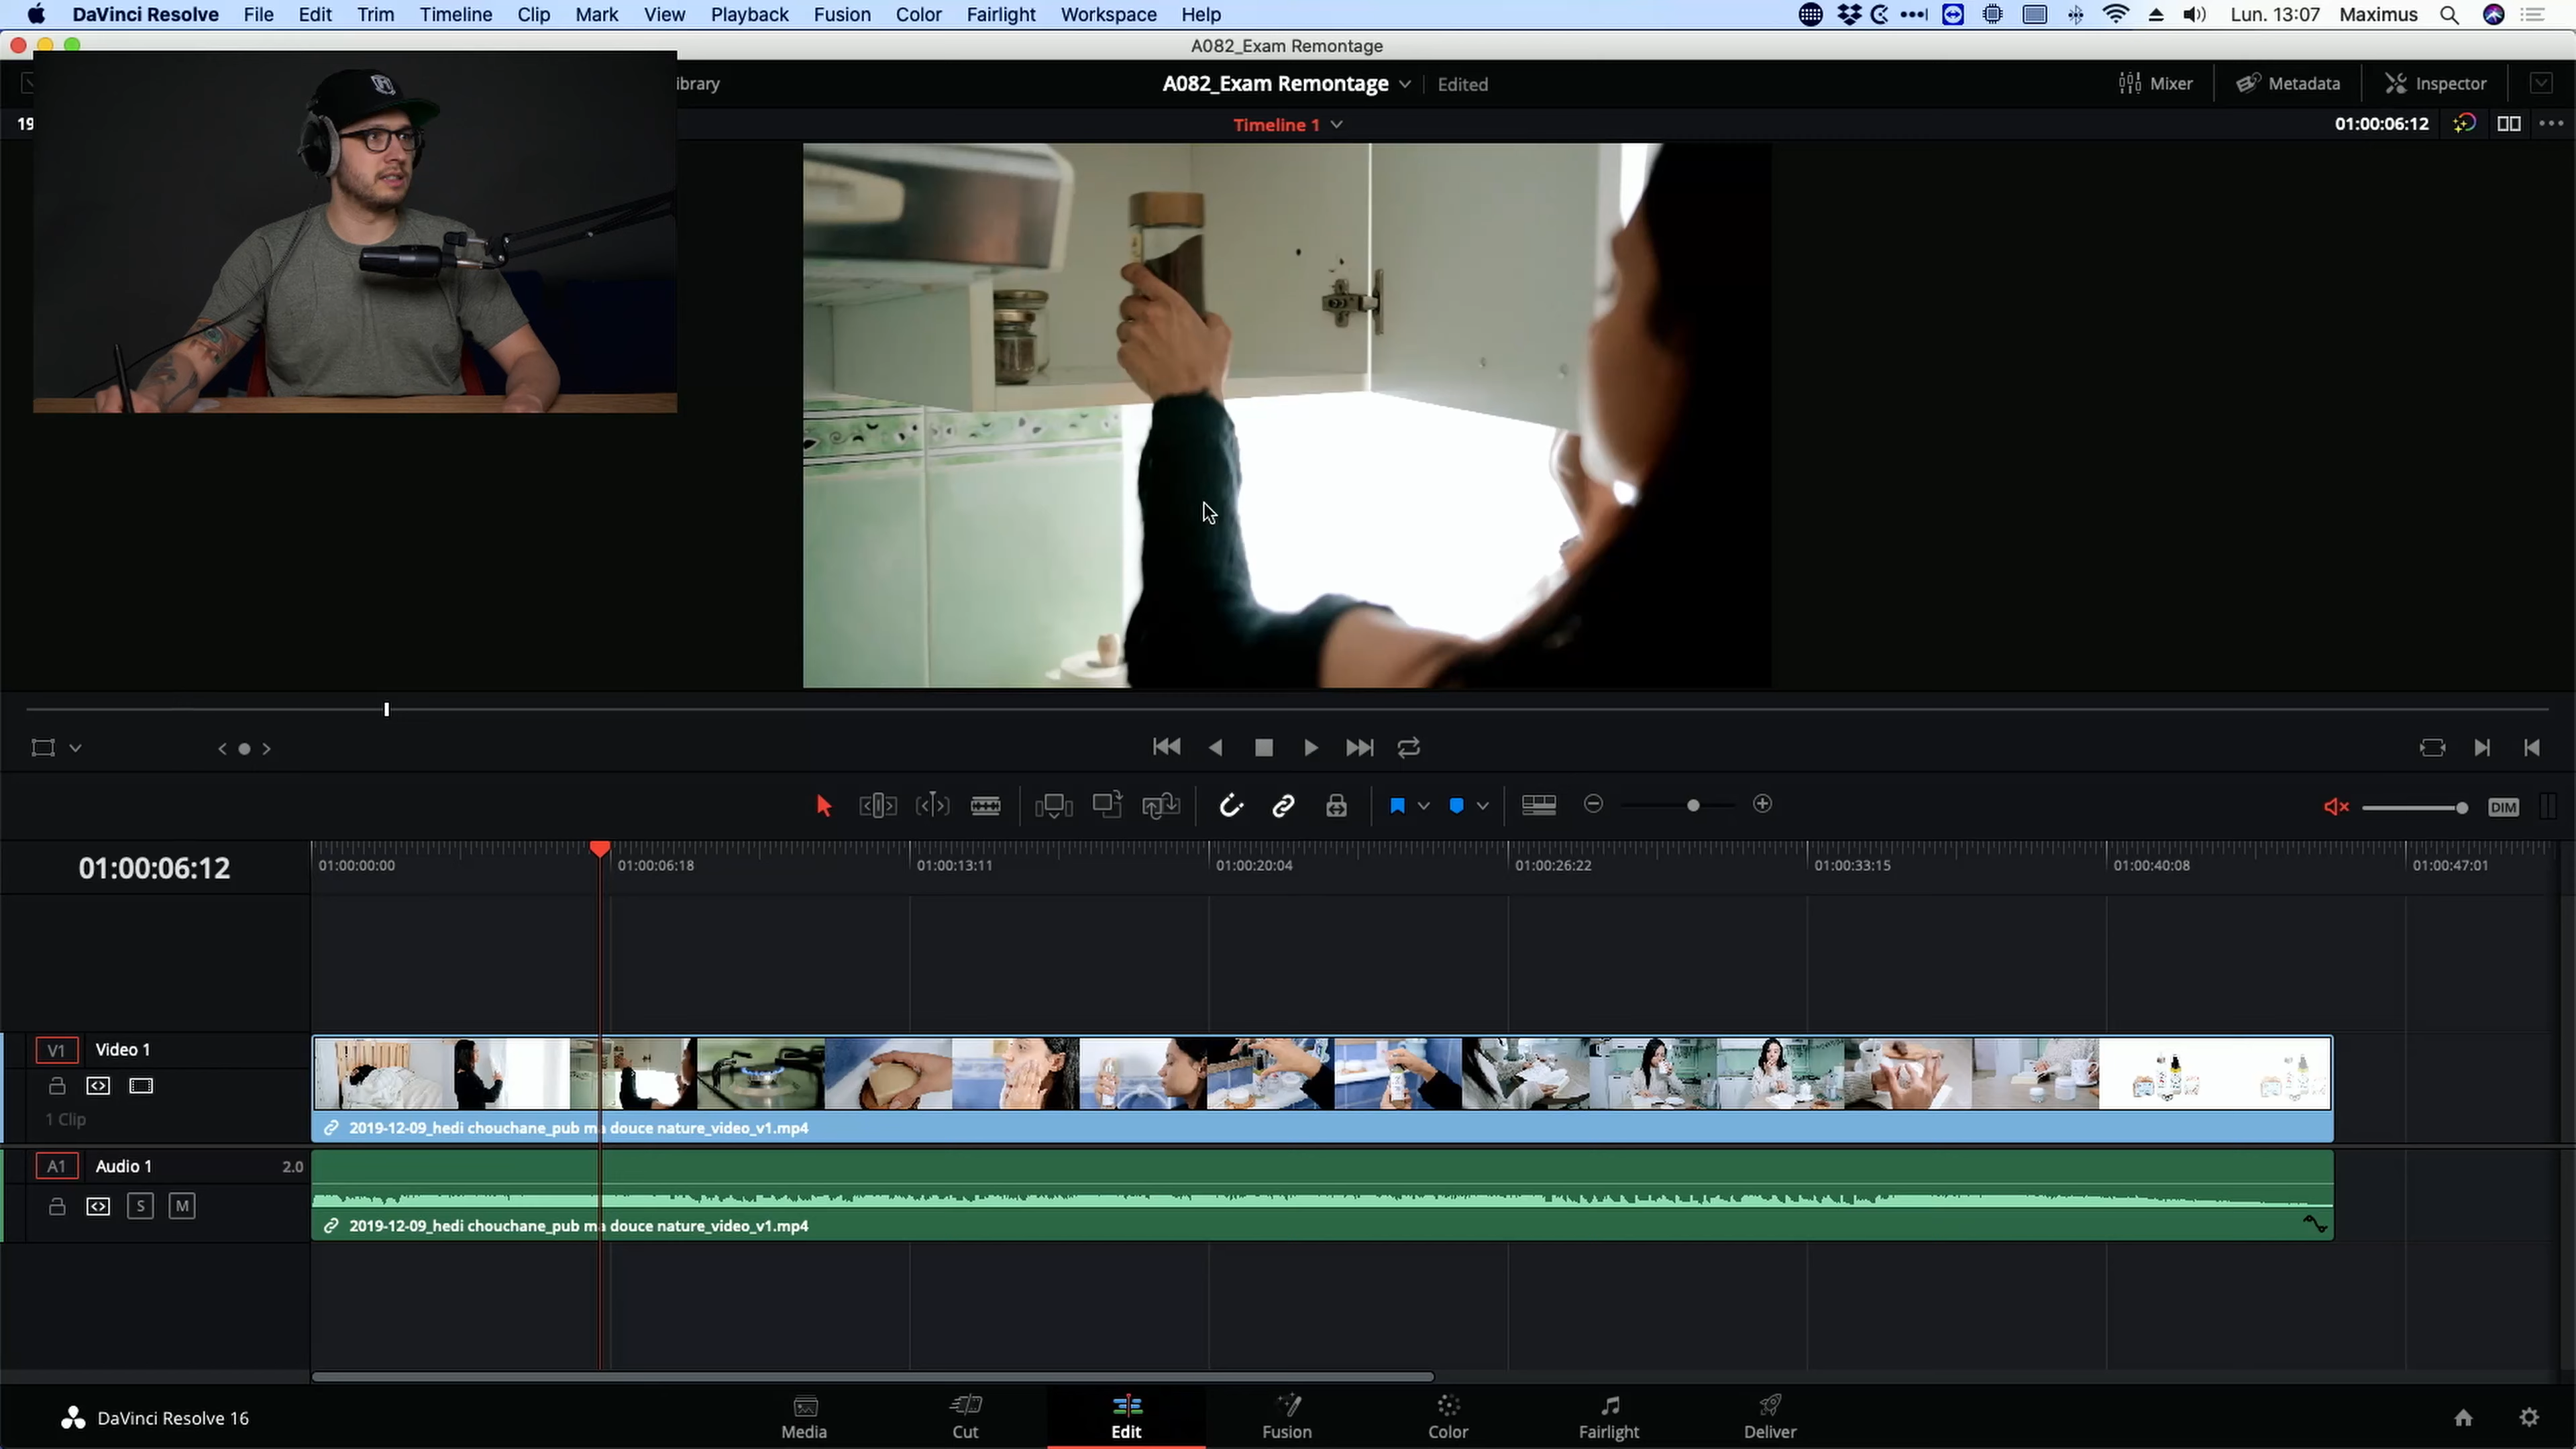 DaVinci Resolve File Edit Trim Timeline Clip Mark View Playback Fusion Color Fairlight Workspace Help Lun. 13:07 Maximus
A082_Exam Remontage
ibrary A082_Exam Remontage Edited Mixer Metadata Inspector
19 Timeline 1 01:00:06:12
DIM
01:00:06:12 01:00:00:00 01:00:06:18 01:00:13:11 01:00:20:04 01:00:26:22 01:00:33:15 01:00:40:08 01:00:47:01
V1 Video 1
1 Clip
2019-12-09_hedi chouchane_pub ma douce nature_video_v1.mp4
A1 Audio 1 2.0
S M
2019-12-09_hedi chouchane_pub ma douce nature_video_v1.mp4
DaVinci Resolve 16 Media Cut Edit Fusion Color Fairlight Deliver